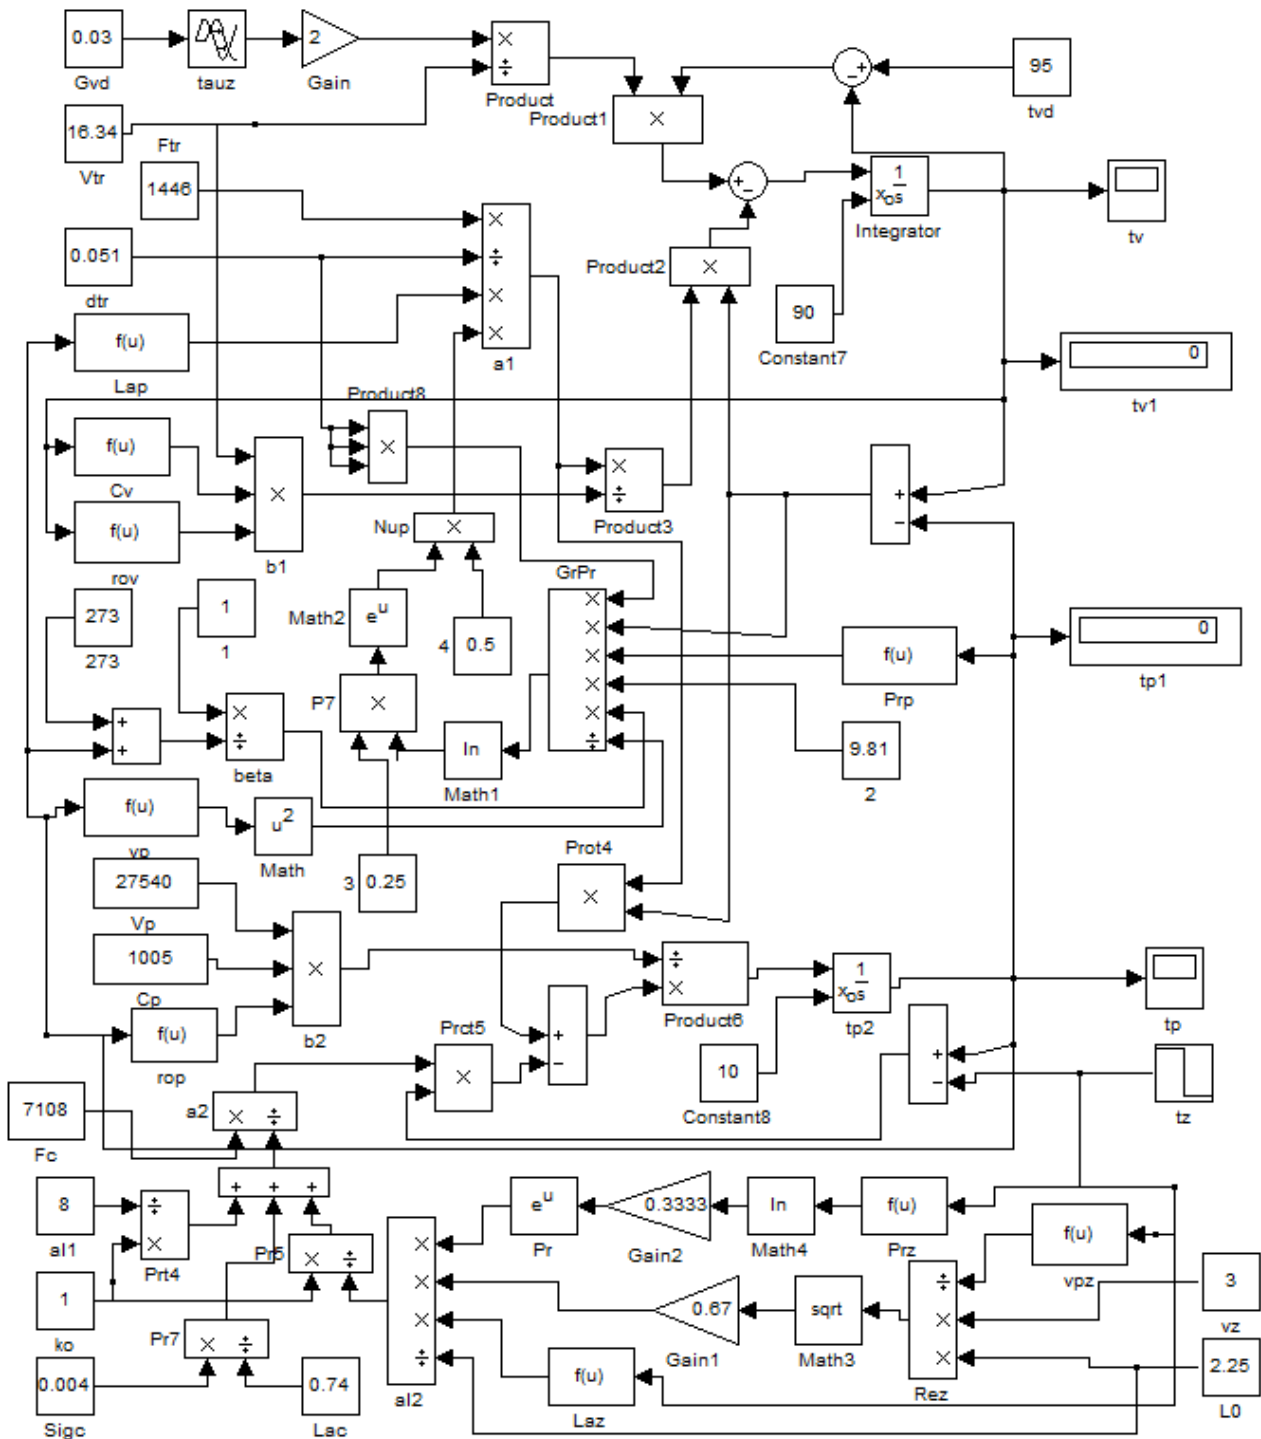 0.03
2
×
÷
95
Gvd
tauz
Gain
Product
tvd
16.34
Product1
×
Vtr
Ftr
1446
1
x₀ s
Integrator
tv
0.051
dtr
×
÷
×
×
a1
Product2
×
90
Constant7
f(u)
Lap
0
tv1
Product8
×
f(u)
Cv
×
f(u)
rov
b1
×
÷
Product3
+
−
Nup
×
GrPr
273
273
1
1
Math2
eᵘ
4
0.5
×
×
×
×
×
÷
f(u)
Prp
0
tp1
P7
×
+
+
×
÷
beta
ln
Math1
9.81
2
f(u)
vp
u²
Math
3
0.25
Prot4
×
27540
Vp
1005
Cp
×
b2
÷
×
Product6
1
x₀ s
tp2
tp
f(u)
rop
Prct5
×
+
−
10
Constant8
+
−
tz
7108
Fc
a2
× ÷
+ + +
8
al1
÷
×
Prt4
Pr5
× ÷
eᵘ
Pr
0.3333
Gain2
ln
Math4
f(u)
Prz
f(u)
vpz
1
ko
×
×
×
÷
al2
0.67
Gain1
sqrt
Math3
÷
×
×
Rez
3
vz
Pr7
× ÷
0.004
Sigc
0.74
Lac
f(u)
Laz
2.25
L0